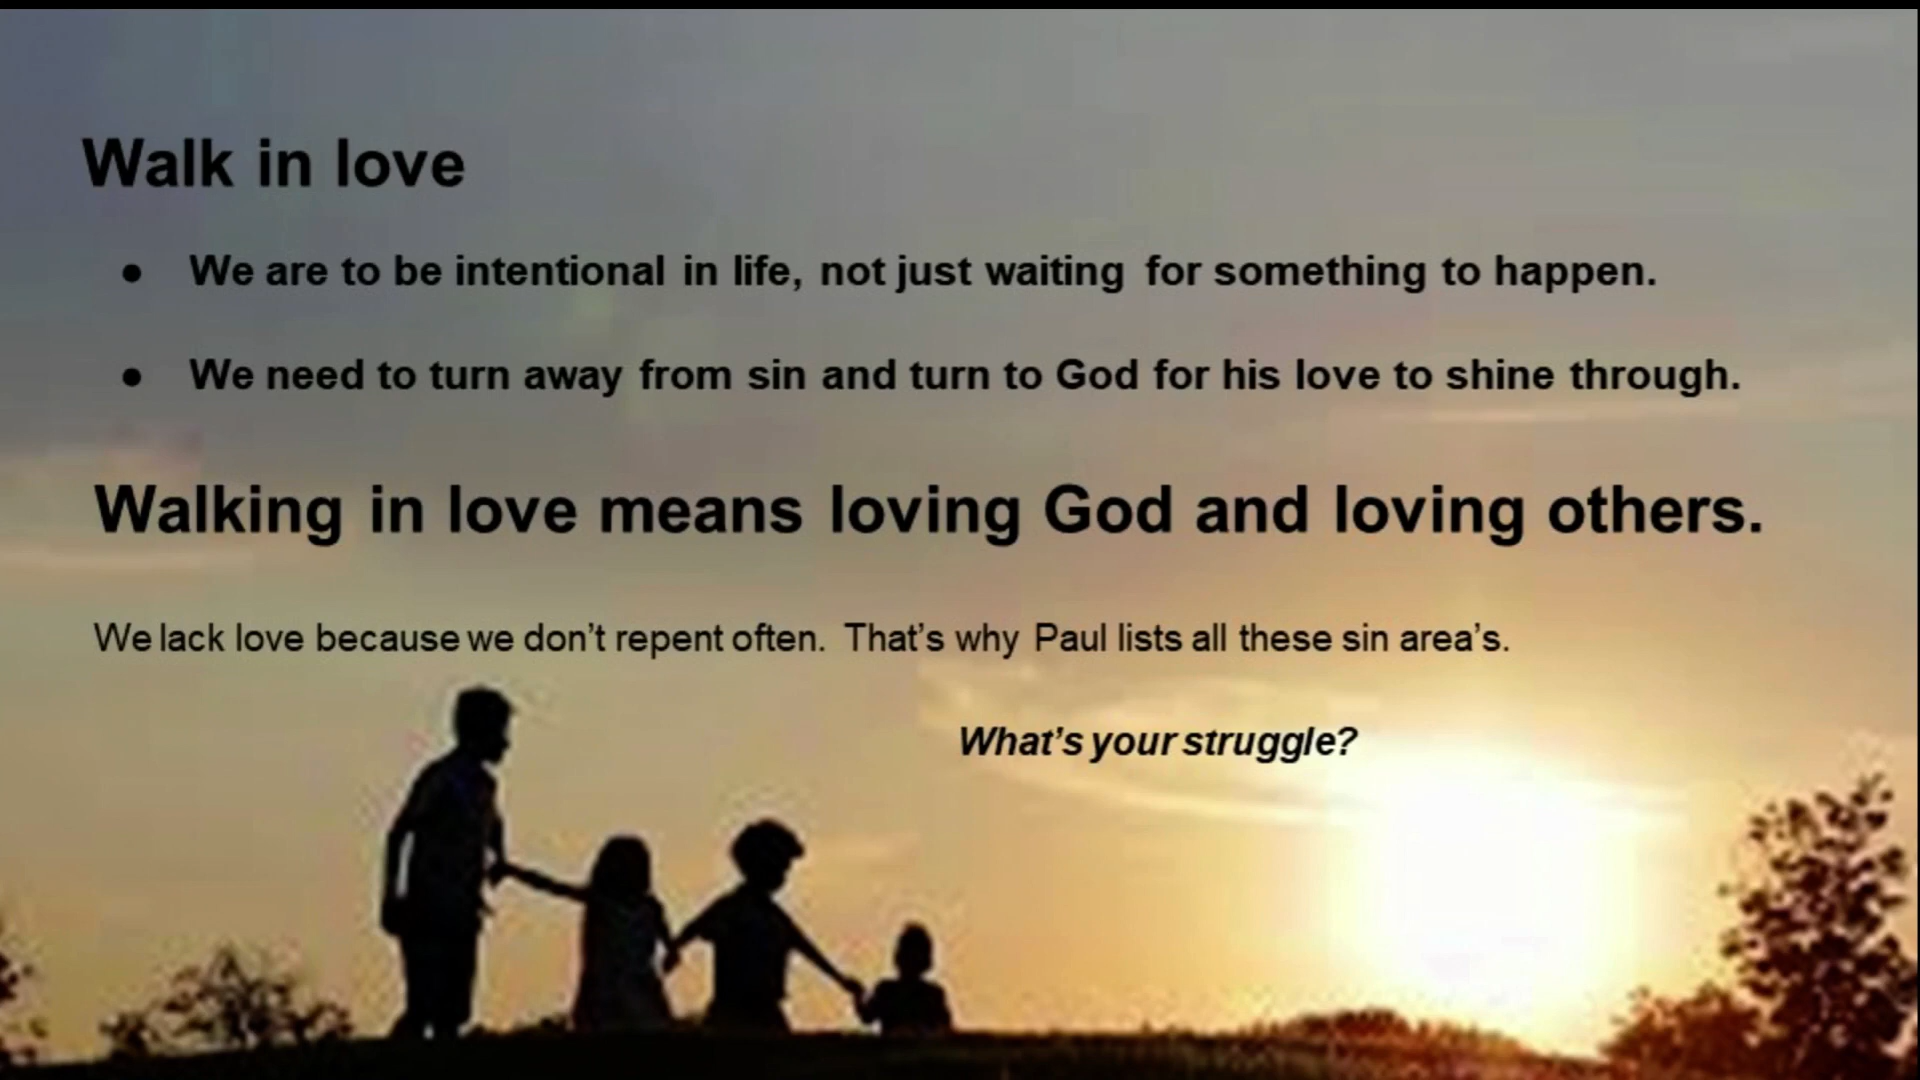 Walk in love
● We are to be intentional in life, not just waiting for something to happen.
● We need to turn away from sin and turn to God for his love to shine through.
Walking in love means loving God and loving others.
We lack love because we don't repent often. That's why Paul lists all these sin area's.
What's your struggle?